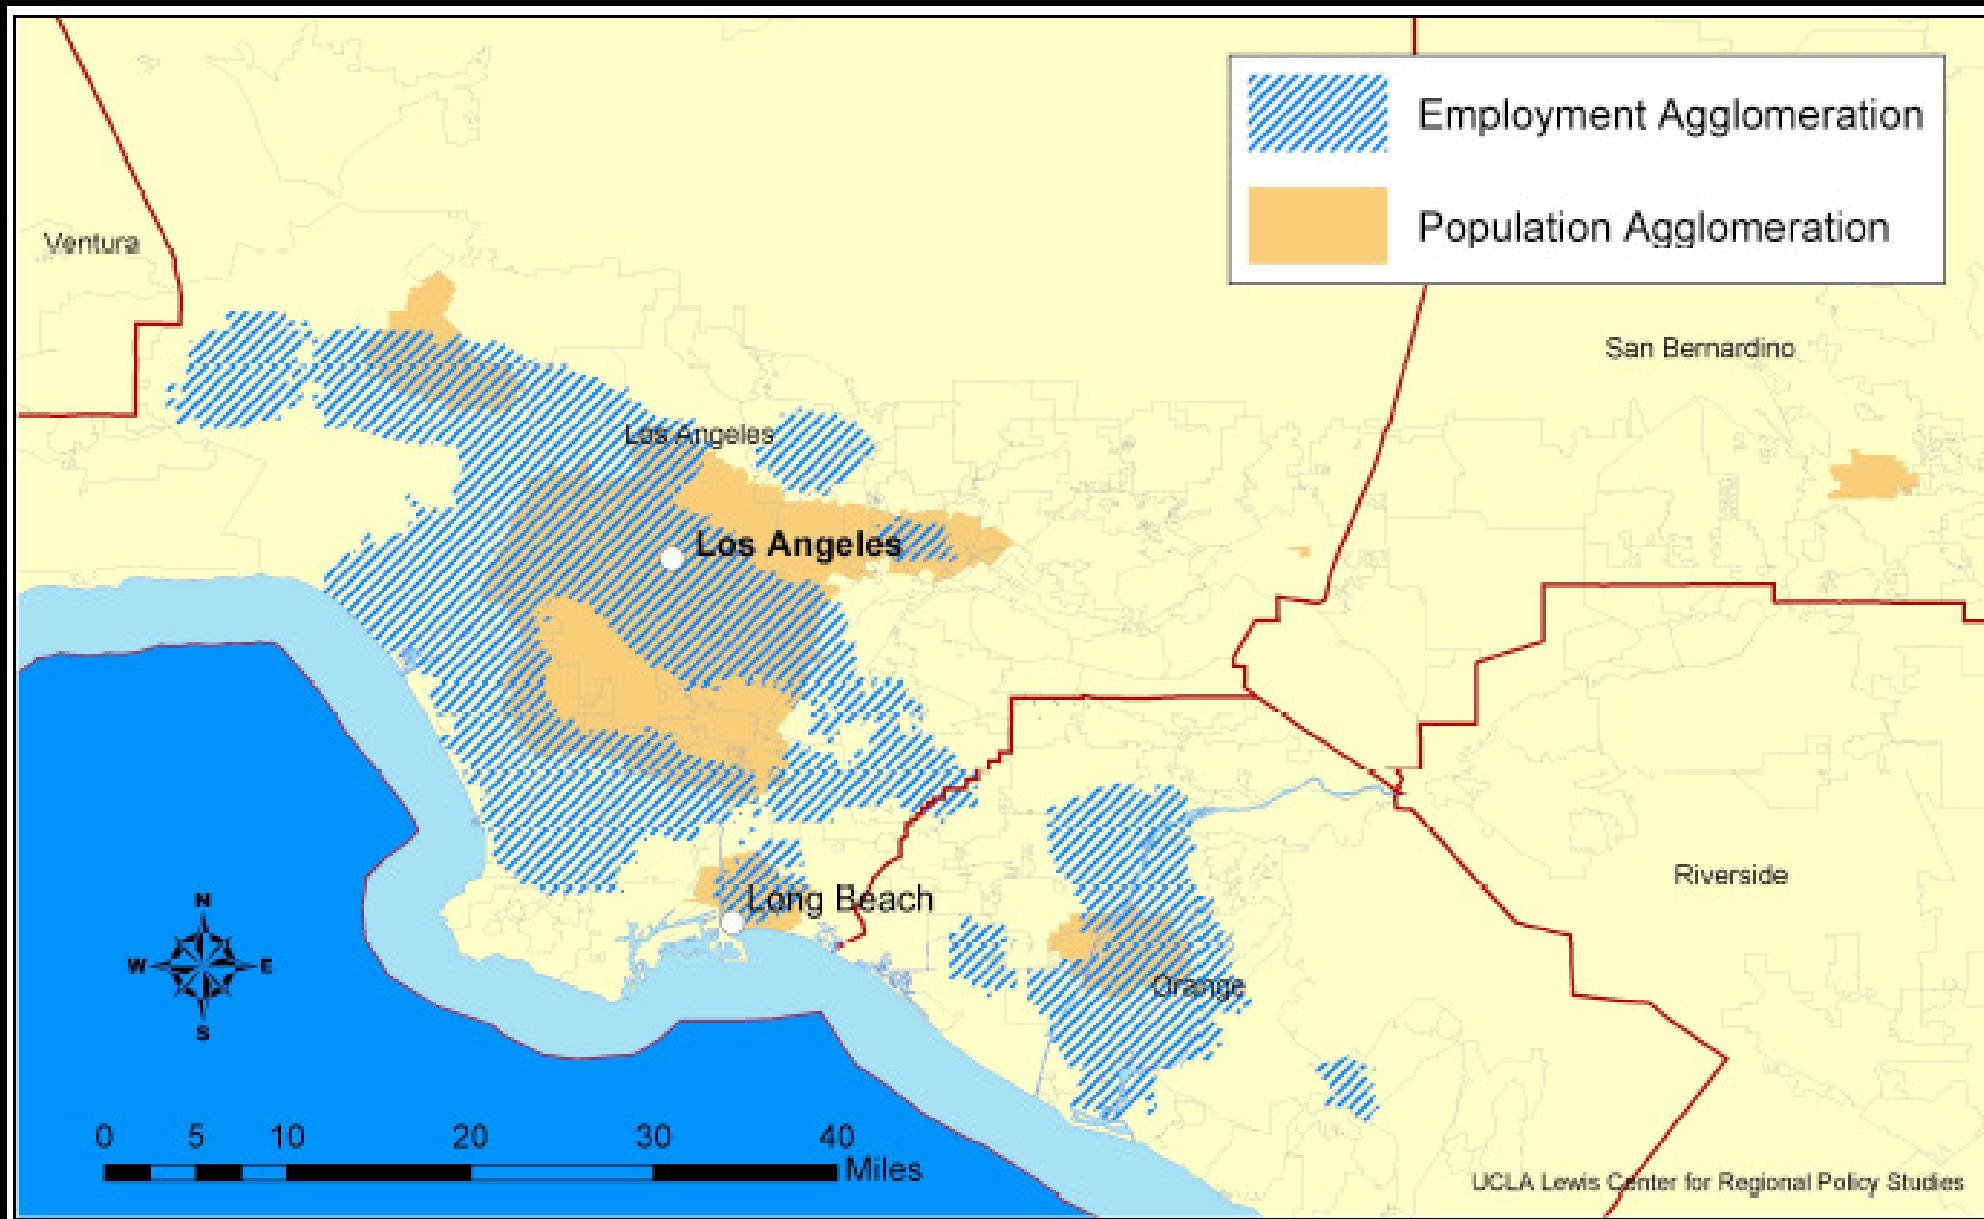 Employment Agglomeration
Population Agglomeration
Ventura
San Bernardino
Los Angeles
Los Angeles
Riverside
Long Beach
Orange
N
W E
S
0 5 10 20 30 40
Miles
UCLA Lewis Center for Regional Policy Studies